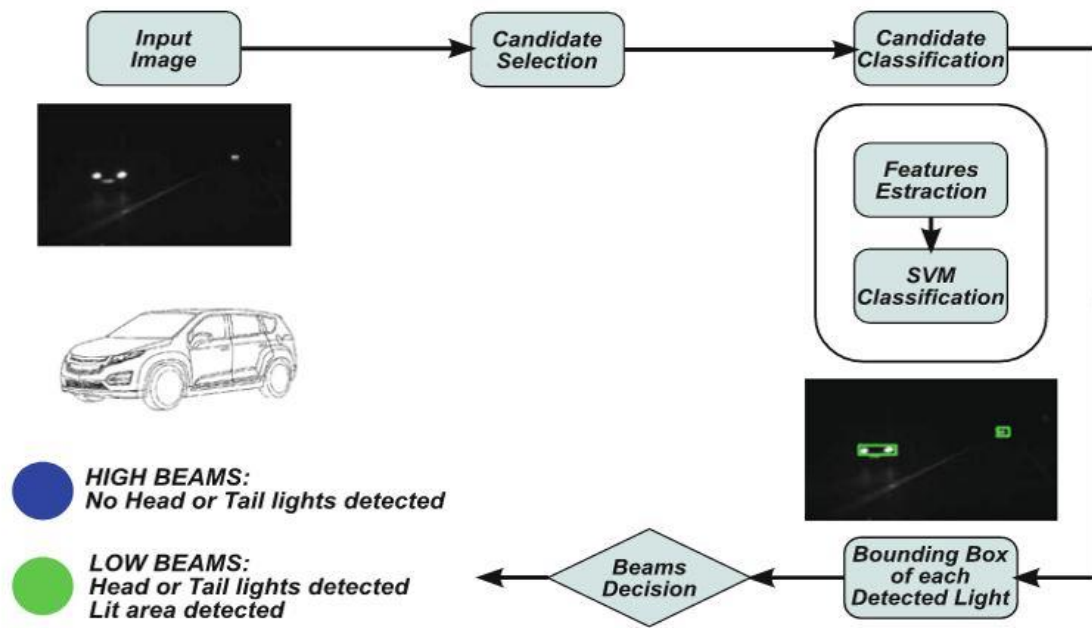 Input
Image
Candidate
Selection
Candidate
Classification
Features
Estraction
SVM
Classification
HIGH BEAMS:
No Head or Tail lights detected
LOW BEAMS:
Head or Tail lights detected
Lit area detected
Beams
Decision
Bounding Box
of each
Detected Light